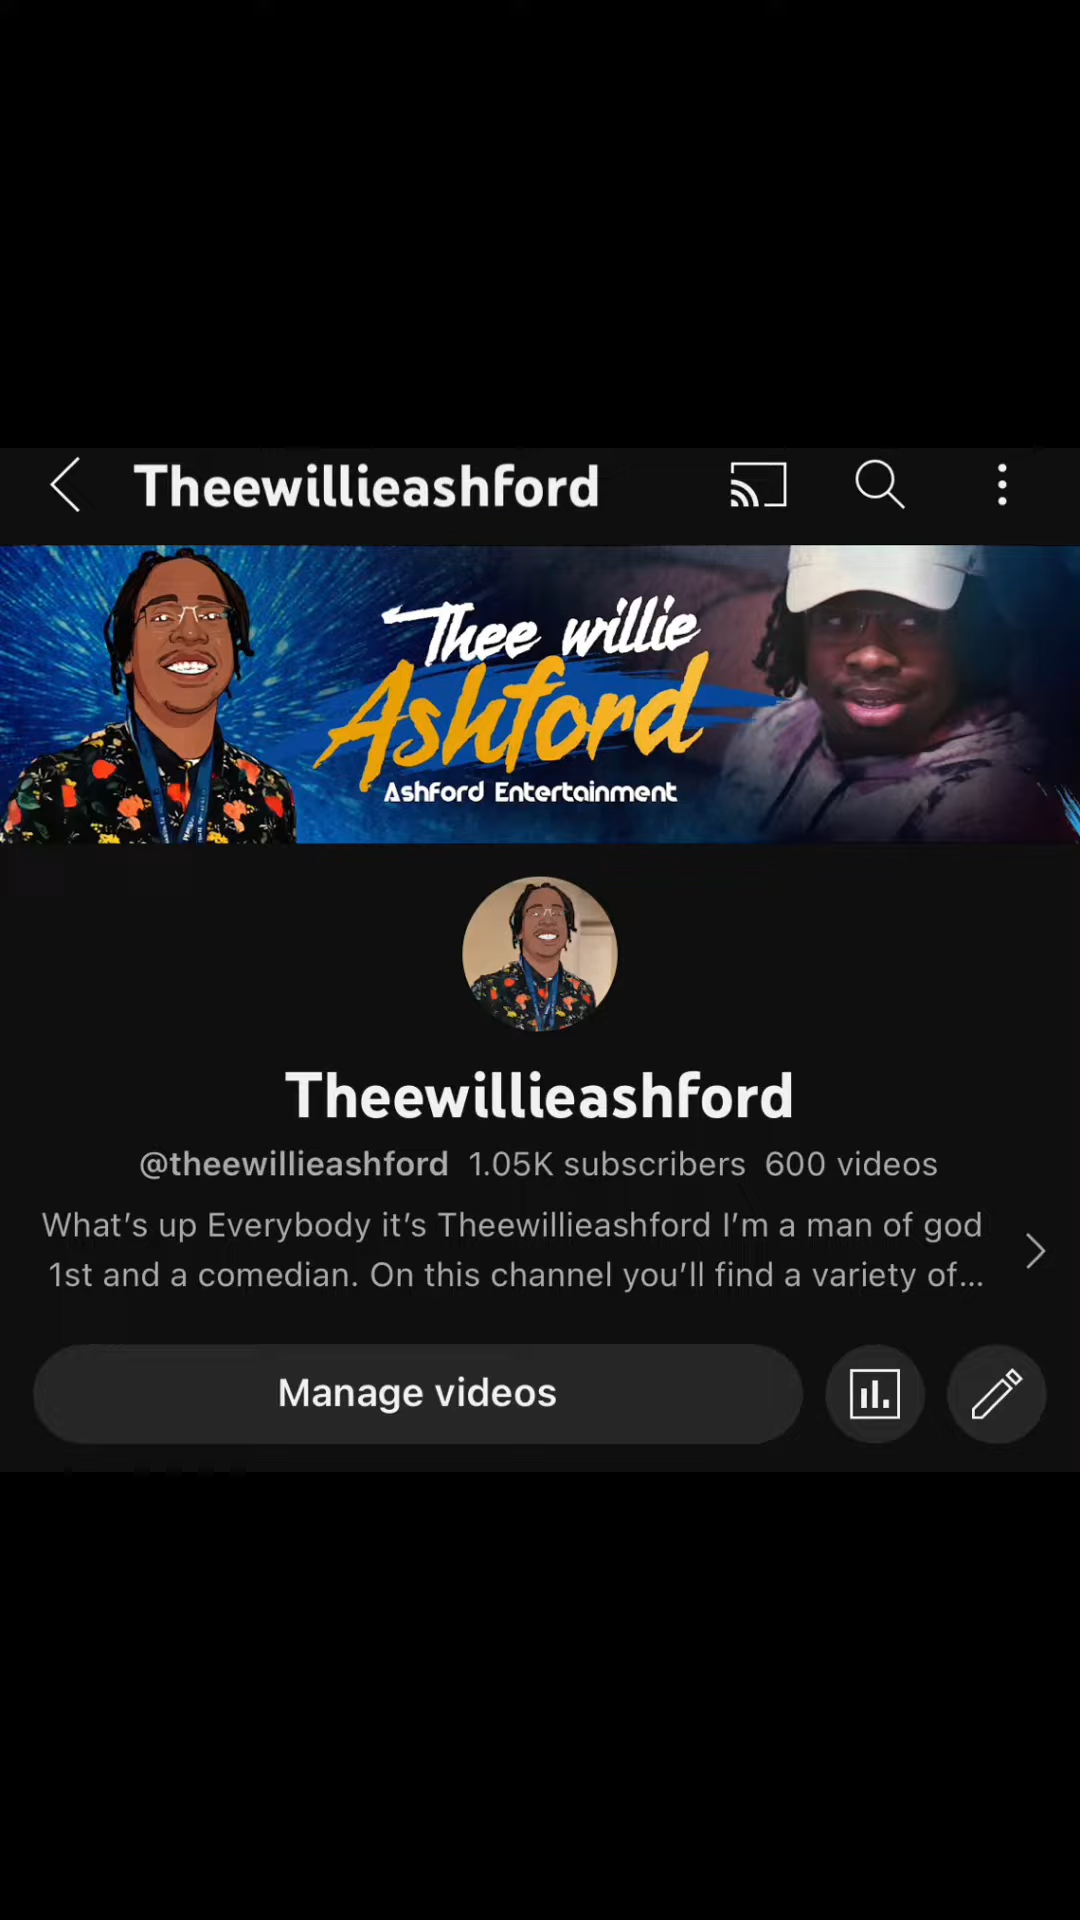 Theewillieashford
Thee willie
Ashford
Ashford Entertainment
Theewillieashford
@theewillieashford 1.05K subscribers 600 videos
What's up Everybody it's Theewillieashford I'm a man of god
1st and a comedian. On this channel you'll find a variety of...
Manage videos